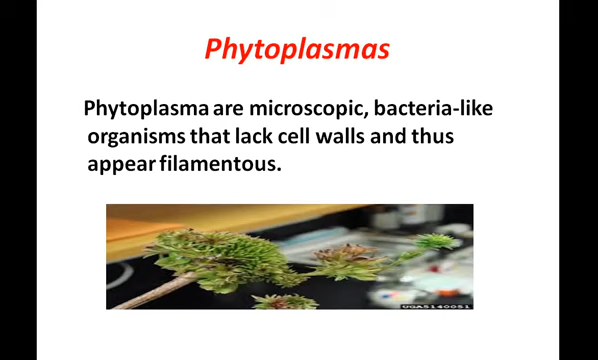 Phytoplasmas
Phytoplasma are microscopic, bacteria-like
organisms that lack cell walls and thus
appear filamentous.
UGA5140051